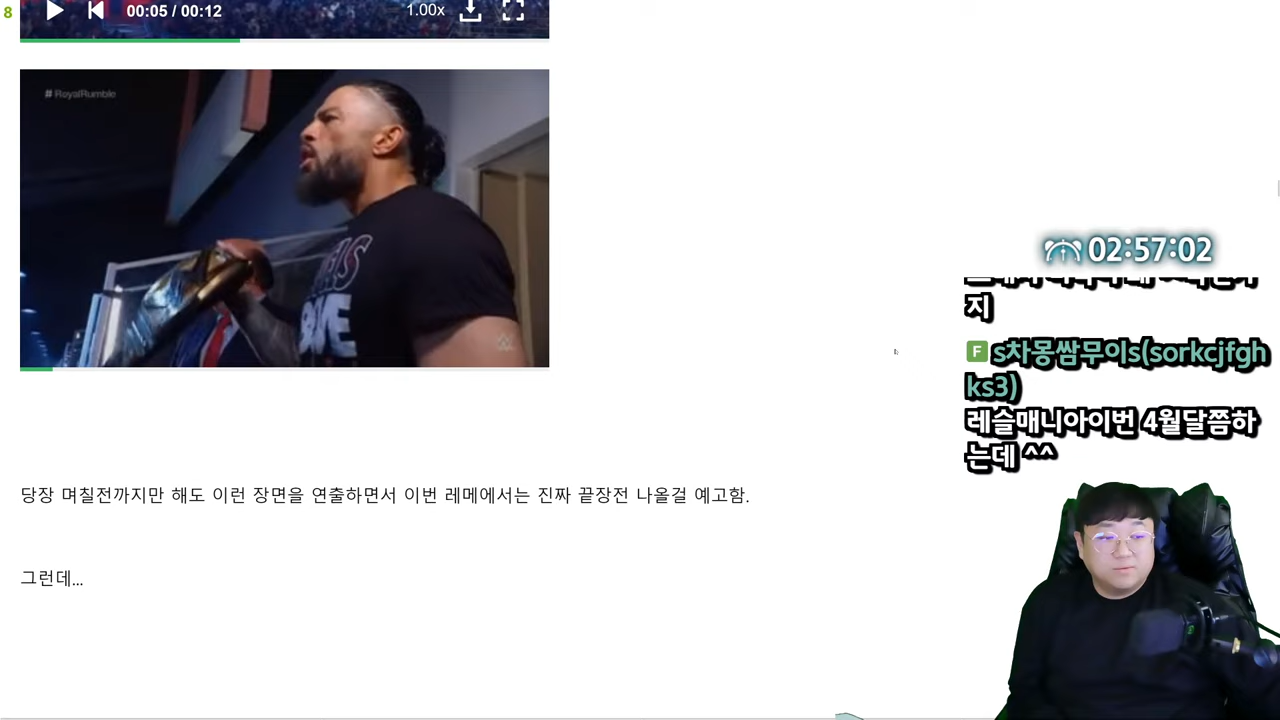 8
00:05 / 00:12
1.00x
#RoyalRumble
02:57:02
지
F s차몽쌈무이s(sorkcjfgh
ks3)
레슬매니아이번 4월달쯤하
는데 ^^
당장 며칠전까지만 해도 이런 장면을 연출하면서 이번 레메에서는 진짜 끝장전 나올걸 예고함.
그런데...